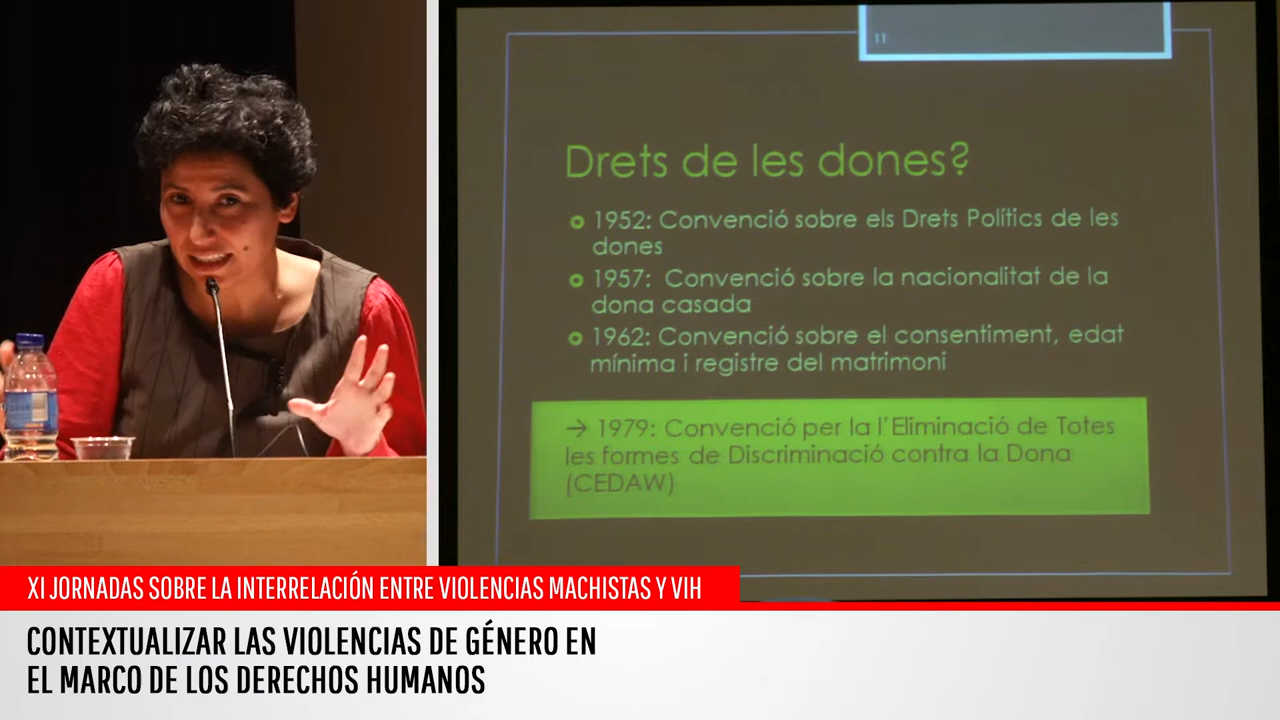 11
Drets de les dones?
1952: Convenció sobre els Drets Polítics de les
dones
1957: Convenció sobre la nacionalitat de la
dona casada
1962: Convenció sobre el consentiment, edat
mínima i registre del matrimoni
→ 1979: Convenció per la l'Eliminació de Totes
les formes de Discriminació contra la Dona
(CEDAW)
XI JORNADAS SOBRE LA INTERRELACIÓN ENTRE VIOLENCIAS MACHISTAS Y VIH
CONTEXTUALIZAR LAS VIOLENCIAS DE GÉNERO EN
EL MARCO DE LOS DERECHOS HUMANOS